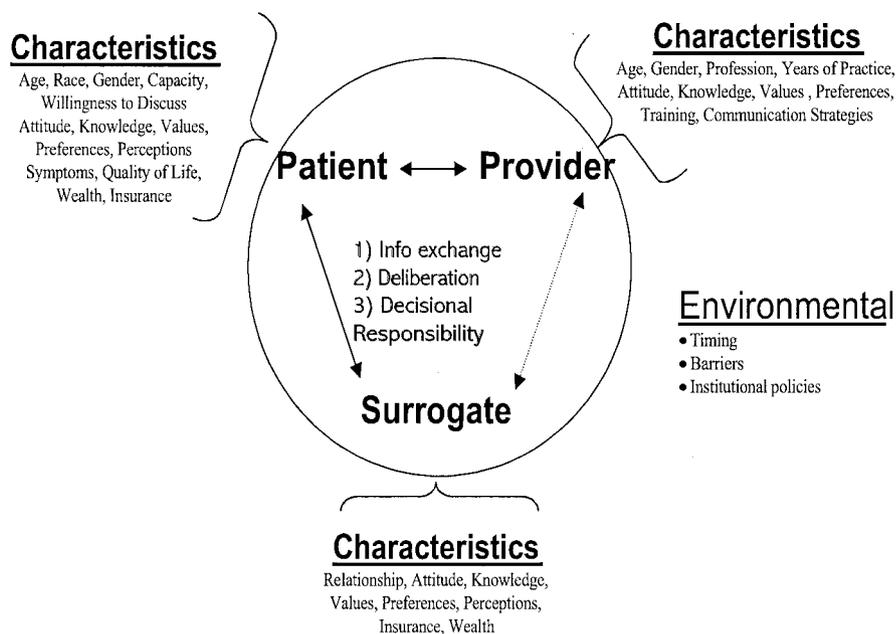 Characteristics
Age, Race, Gender, Capacity,
Willingness to Discuss
Attitude, Knowledge, Values,
Preferences, Perceptions
Symptoms, Quality of Life,
Wealth, Insurance
Characteristics
Age, Gender, Profession, Years of Practice,
Attitude, Knowledge, Values , Preferences,
Training, Communication Strategies
Patient
Provider
1) Info exchange
2) Deliberation
3) Decisional
Responsibility
Surrogate
Environmental
• Timing
• Barriers
• Institutional policies
Characteristics
Relationship, Attitude, Knowledge,
Values, Preferences, Perceptions,
Insurance, Wealth